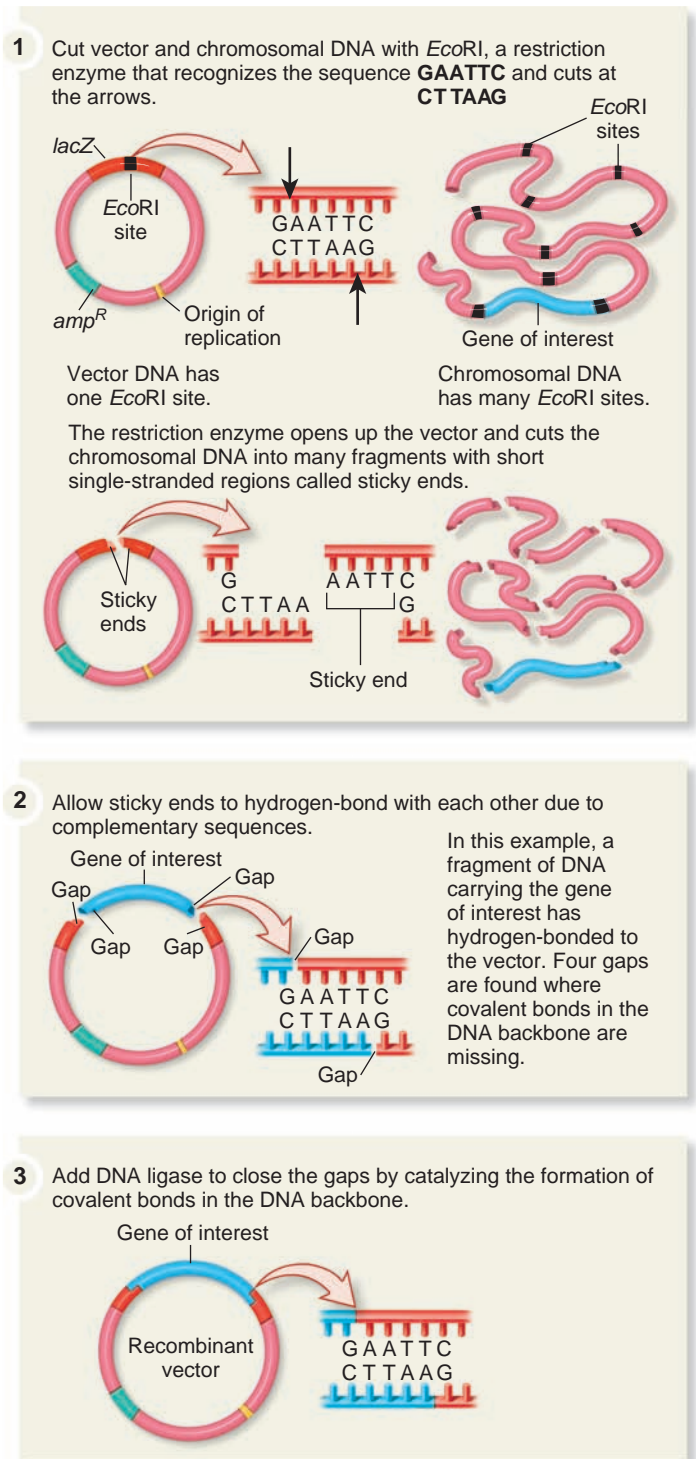 1
Cut vector and chromosomal DNA with EcoRI, a restriction
enzyme that recognizes the sequence GAATTC and cuts at
the arrows. CTTAAG
EcoRI
sites
lacZ
EcoRI
site
GAATTC
CTTAAG
ampR
Origin of
replication
Gene of interest
Vector DNA has
one EcoRI site.
Chromosomal DNA
has many EcoRI sites.
The restriction enzyme opens up the vector and cuts the
chromosomal DNA into many fragments with short
single-stranded regions called sticky ends.
Sticky
ends
G
CTTAA
AATTC
G
Sticky end
2
Allow sticky ends to hydrogen-bond with each other due to
complementary sequences.
Gene of interest
Gap
Gap
Gap
Gap
Gap
GAATTC
CTTAAG
Gap
In this example, a
fragment of DNA
carrying the gene
of interest has
hydrogen-bonded to
the vector. Four gaps
are found where
covalent bonds in the
DNA backbone are
missing.
3
Add DNA ligase to close the gaps by catalyzing the formation of
covalent bonds in the DNA backbone.
Gene of interest
Recombinant
vector
GAATTC
CTTAAG